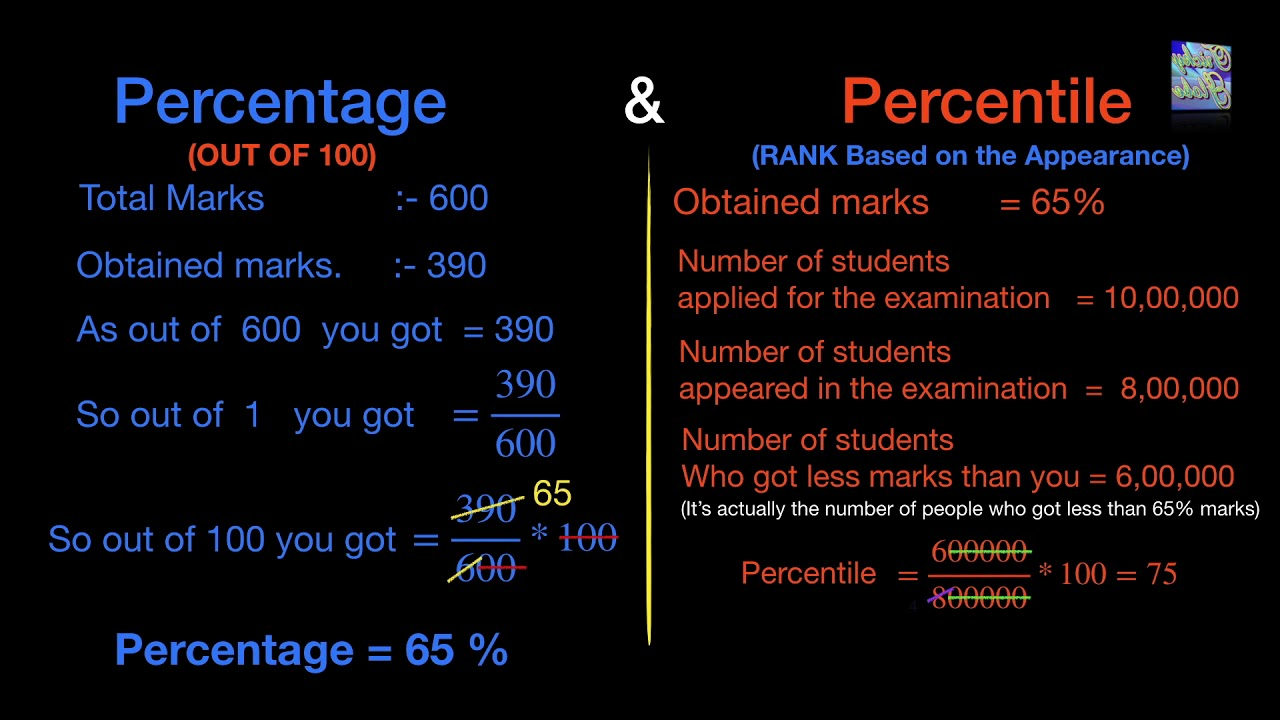 Percentage & Percentile
(OUT OF 100)
Total Marks :- 600
Obtained marks. :- 390
As out of 600 you got = 390
So out of 1 you got = 390/600
So out of 100 you got = 390/600 * 100 65
Percentage = 65 %
(RANK Based on the Appearance)
Obtained marks = 65%
Number of students
applied for the examination = 10,00,000
Number of students
appeared in the examination = 8,00,000
Number of students
Who got less marks than you = 6,00,000
(It's actually the number of people who got less than 65% marks)
Percentile = 600000/800000 * 100 = 75
4
Tricky
Globe